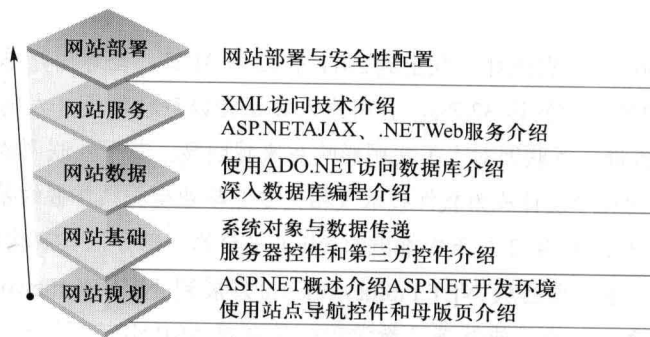 网站部署
网站部署与安全性配置
网站服务
XML访问技术介绍
ASP.NETAJAX、.NETWeb服务介绍
网站数据
使用ADO.NET访问数据库介绍
深入数据库编程介绍
网站基础
系统对象与数据传递
服务器控件和第三方控件介绍
网站规划
ASP.NET概述介绍ASP.NET开发环境
使用站点导航控件和母版页介绍